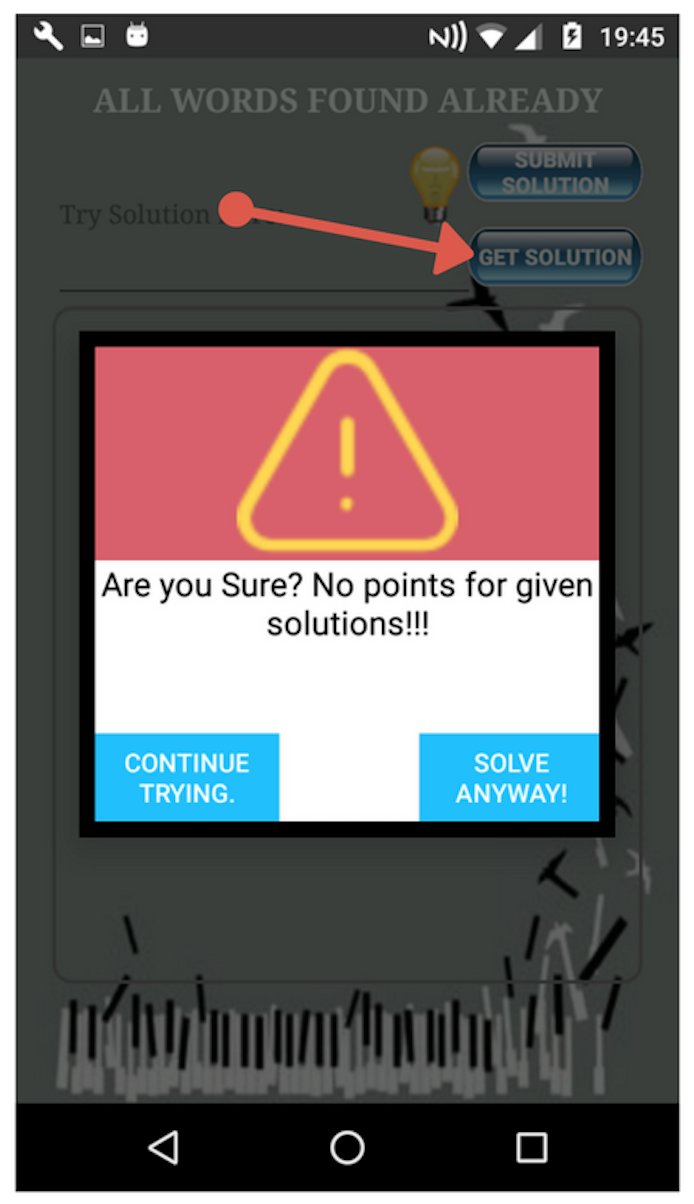 19:45
ALL WORDS FOUND ALREADY
SUBMIT
SOLUTION
Try Solution
GET SOLUTION
Are you Sure? No points for given
solutions!!!
CONTINUE
TRYING.
SOLVE
ANYWAY!